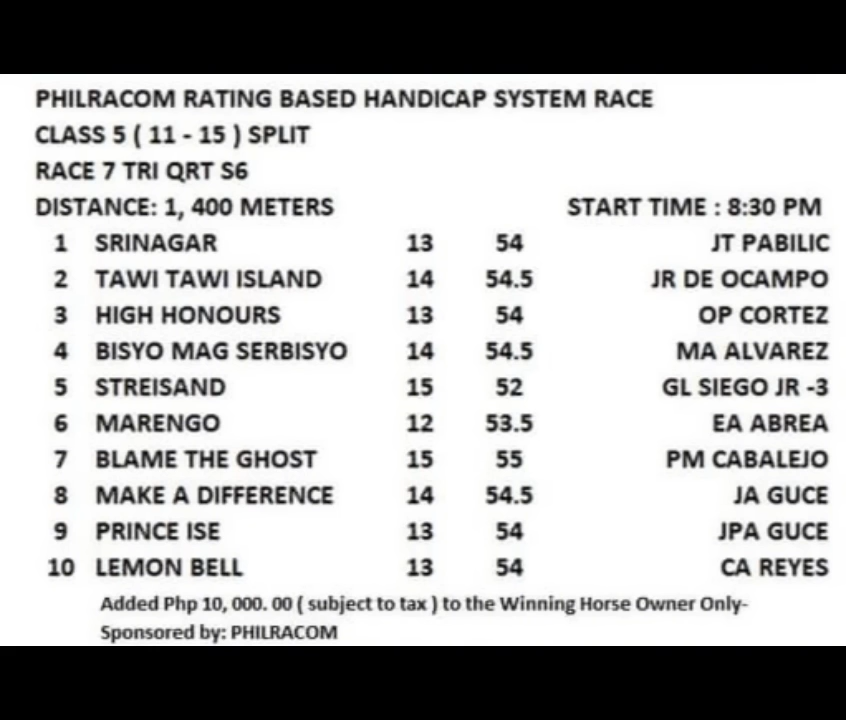 PHILRACOM RATING BASED HANDICAP SYSTEM RACE
CLASS 5 ( 11 - 15 ) SPLIT
RACE 7 TRI QRT S6
DISTANCE: 1, 400 METERS START TIME : 8:30 PM
1 SRINAGAR 13 54 JT PABILIC
2 TAWI TAWI ISLAND 14 54.5 JR DE OCAMPO
3 HIGH HONOURS 13 54 OP CORTEZ
4 BISYO MAG SERBISYO 14 54.5 MA ALVAREZ
5 STREISAND 15 52 GL SIEGO JR -3
6 MARENGO 12 53.5 EA ABREA
7 BLAME THE GHOST 15 55 PM CABALEJO
8 MAKE A DIFFERENCE 14 54.5 JA GUCE
9 PRINCE ISE 13 54 JPA GUCE
10 LEMON BELL 13 54 CA REYES
Added Php 10, 000. 00 ( subject to tax ) to the Winning Horse Owner Only-
Sponsored by: PHILRACOM